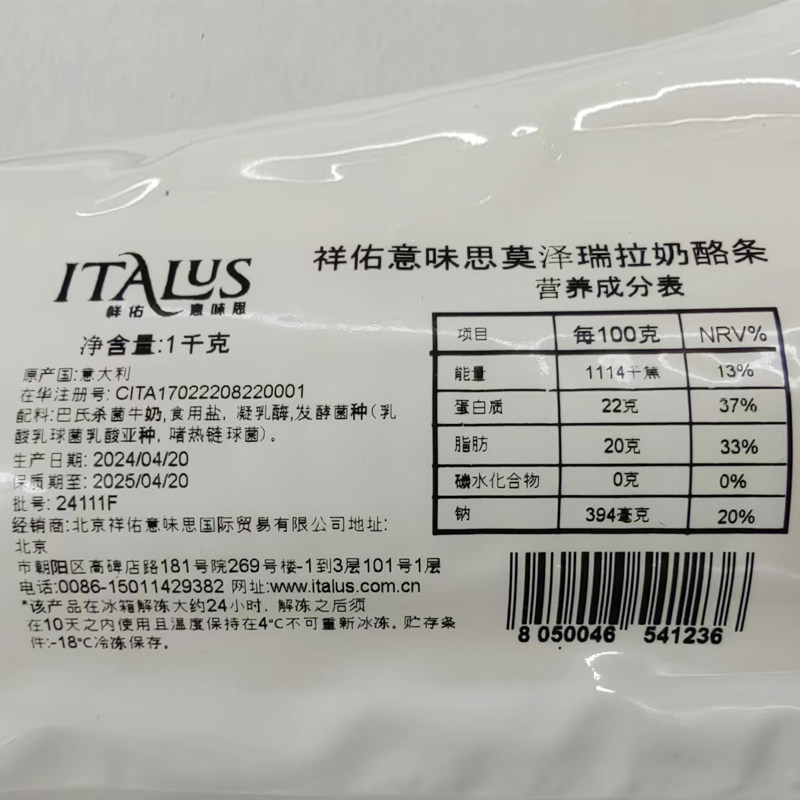 ITALUS
祥佑 意味思
净含量:1千克
原产国:意大利
在华注册号: CITA17022208220001
配料:巴氏杀菌牛奶,食用盐, 凝乳酶,发酵菌种(乳
酸乳球菌乳酸亚种, 嗜热链球菌)。
生产日期: 2024/04/20
保质期至: 2025/04/20
批号: 24111F
经销商:北京祥佑意味思国际贸易有限公司地址:
北京
市朝阳区高碑店路181号院269号楼-1到3层101号1层
电话:0086-15011429382 网址:www.italus.com.cn
*该产品在冰箱解冻大约24小时, 解冻之后须
在10天之内使用且温度保持在4°C不可重新冰冻。贮存条
件:-18°C冷冻保存。
祥佑意味思莫泽瑞拉奶酪条
营养成分表
项目 每100克 NRV%
能量 1114千焦 13%
蛋白质 22克 37%
脂肪 20克 33%
碳水化合物 0克 0%
钠 394毫克 20%
8 050046 541236